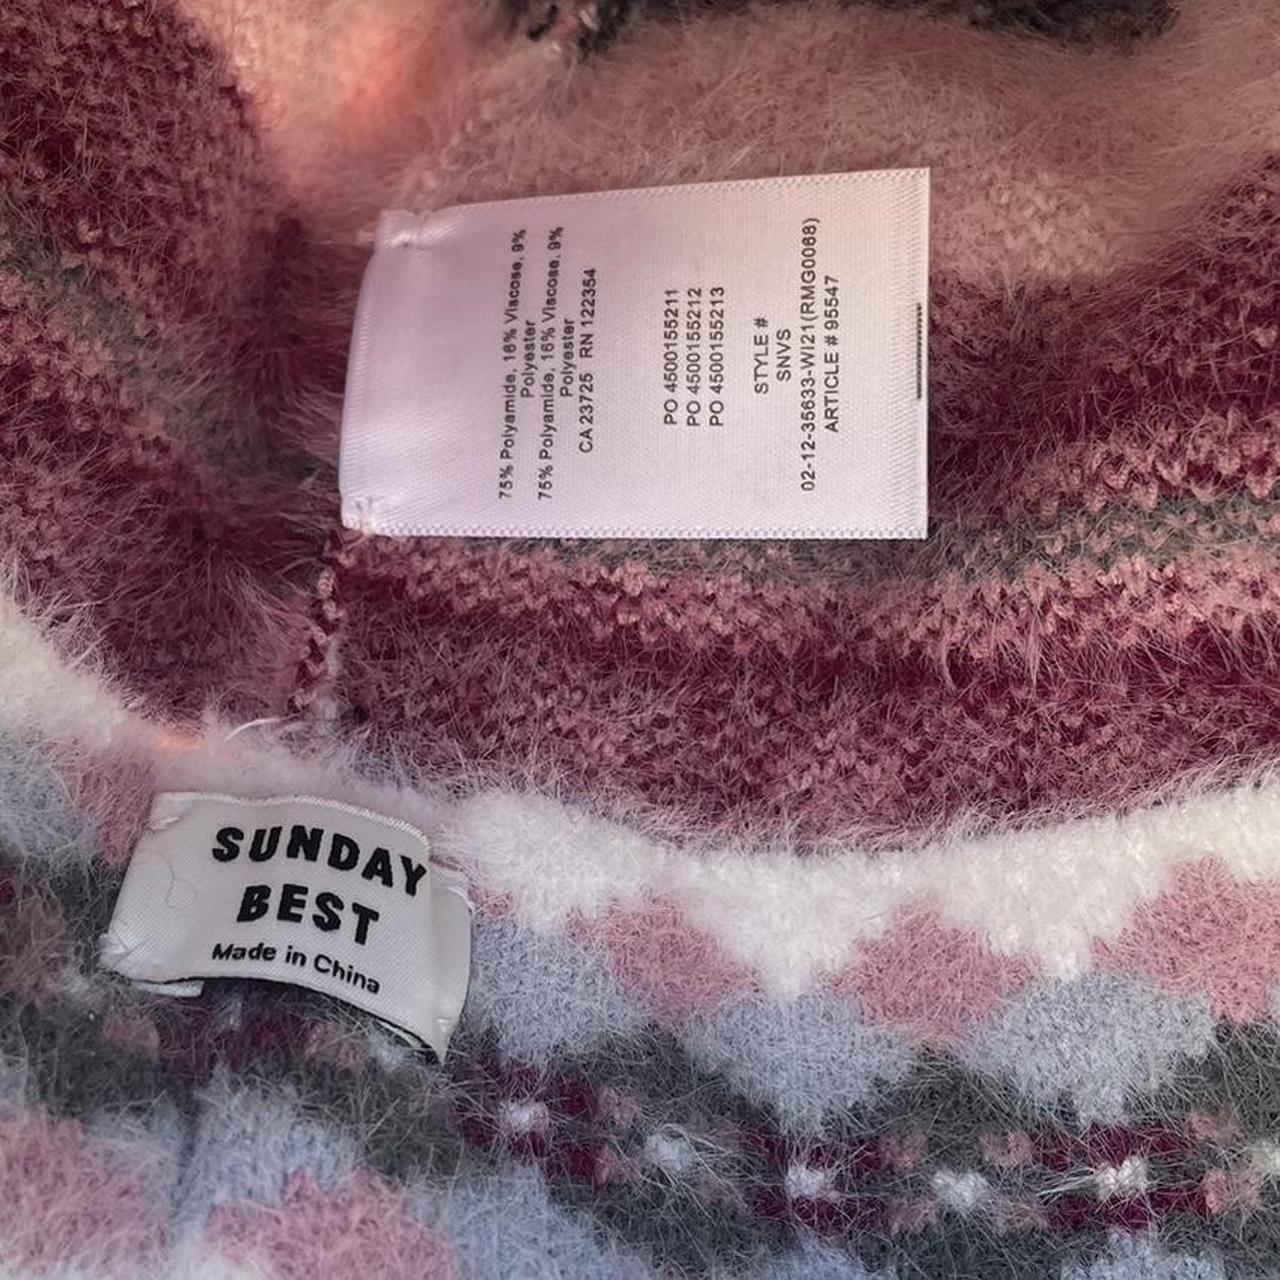 75% Polyamide, 16% Viscose, 9%
Polyester
75% Polyamide, 16% Viscose, 9%
Polyester
CA 23725 RN 122354
PO 4500155211
PO 4500155212
PO 4500155213
STYLE #
SNVS
02-12-35633-WI21(RMG0068)
ARTICLE # 95547
SUNDAY
BEST
Made in China